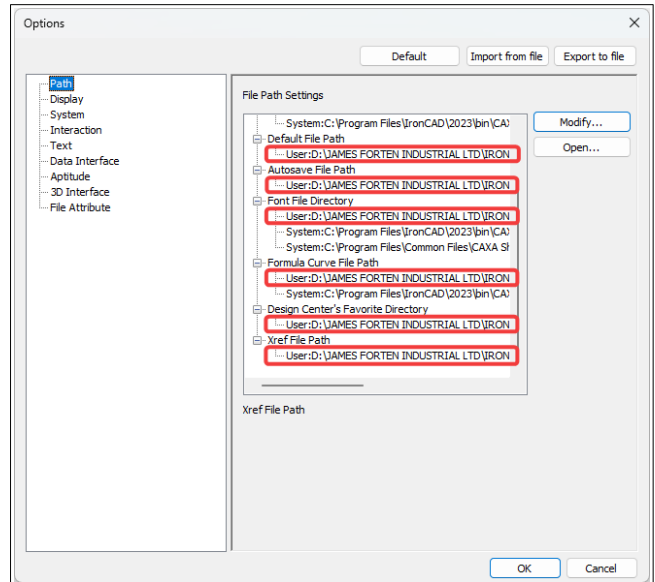 Options
Default Import from file Export to file
Path
Display
System
Interaction
Text
Data Interface
Aptitude
3D Interface
File Attribute
File Path Settings
System:C:\Program Files\IronCAD\2023\bin\CAX
Default File Path
User:D:\JAMES FORTEN INDUSTRIAL LTD\IRON
Autosave File Path
User:D:\JAMES FORTEN INDUSTRIAL LTD\IRON
Font File Directory
User:D:\JAMES FORTEN INDUSTRIAL LTD\IRON
System:C:\Program Files\IronCAD\2023\bin\CAX
System:C:\Program Files\Common Files\CAXA Sh
Formula Curve File Path
User:D:\JAMES FORTEN INDUSTRIAL LTD\IRON
System:C:\Program Files\IronCAD\2023\bin\CAX
Design Center's Favorite Directory
User:D:\JAMES FORTEN INDUSTRIAL LTD\IRON
Xref File Path
User:D:\JAMES FORTEN INDUSTRIAL LTD\IRON
Modify...
Open...
Xref File Path
OK Cancel